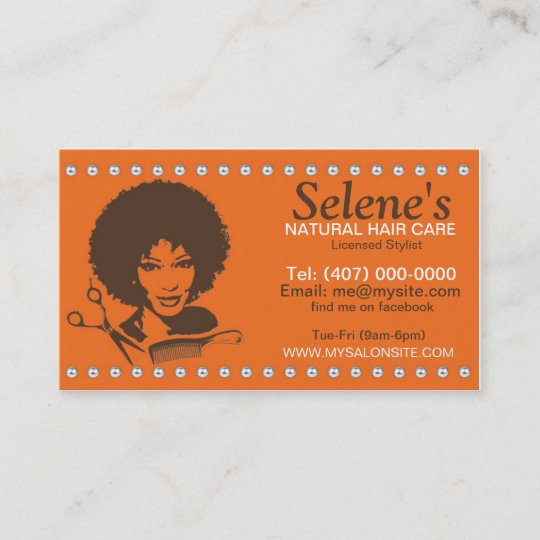 Selene's
NATURAL HAIR CARE
Licensed Stylist
Tel: (407) 000-0000
Email: me@mysite.com
find me on facebook
Tue-Fri (9am-6pm)
WWW.MYSALONSITE.COM